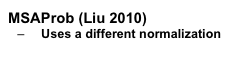 MSAProb (Liu 2010)
– Uses a different normalization